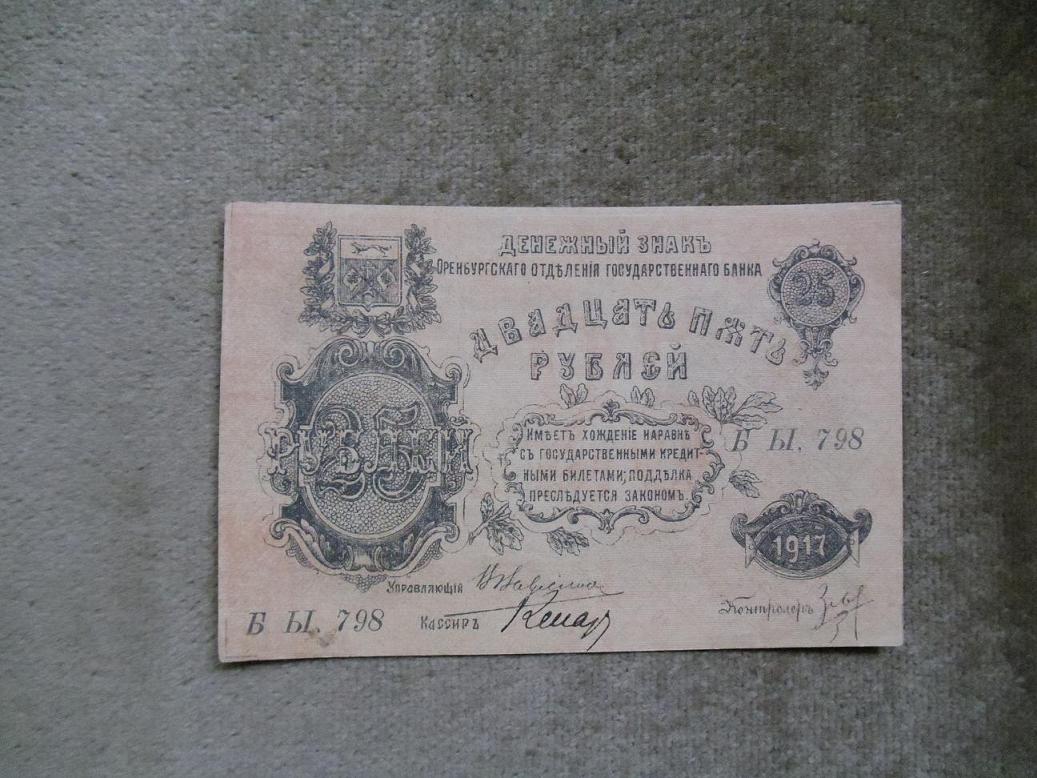 ДЕНЕЖНЫЙ ЗНАКЪ
ОРЕНБУРГСКАГО ОТДѢЛЕНІЯ ГОСУДАРСТВЕННАГО БАНКА
25
ДВАДЦАТЬ ПѦТЬ
РУБЛЕЙ
25
РУБЛЕЙ
ИМѢЕТЪ ХОЖДЕНІЕ НАРАВНѢ
СЪ ГОСУДАРСТВЕННЫМИ КРЕДИТ-
НЫМИ БИЛЕТАМИ; ПОДДѢЛКА
ПРЕСЛѢДУЕТСЯ ЗАКОНОМЪ.
Б Ы. 798
1917
УПРАВЛЯЮЩІЙ
Контролеръ
Б Ы. 798
КАССИРЪ